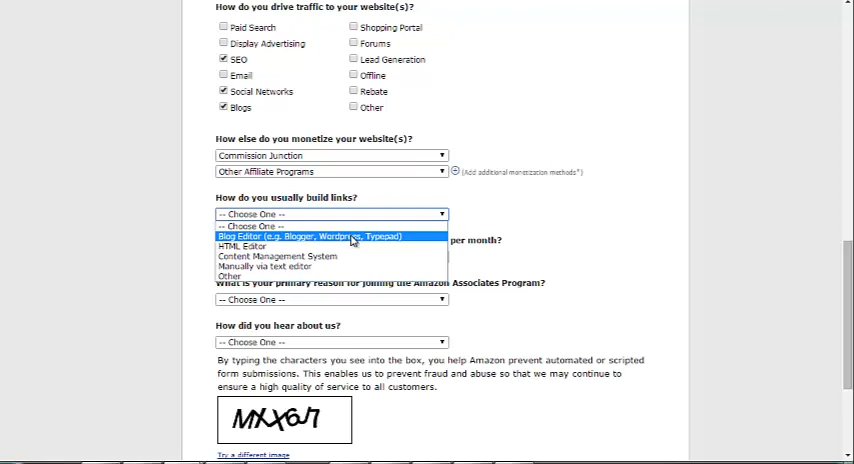 How do you drive traffic to your website(s)?
Paid Search Shopping Portal
Display Advertising Forums
SEO Lead Generation
Email Offline
Social Networks Rebate
Blogs Other
How else do you monetize your website(s)?
Commission Junction
Other Affiliate Programs (Add additional monetization methods*)
How do you usually build links?
-- Choose One --
-- Choose One --
Blog Editor (e.g. Blogger, Wordpress, Typepad)
per month?
HTML Editor
Content Management System
Manually via text editor
Other
What is your primary reason for joining the Amazon Associates Program?
-- Choose One --
How did you hear about us?
-- Choose One --
By typing the characters you see into the box, you help Amazon prevent automated or scripted
form submissions. This enables us to prevent fraud and abuse so that we may continue to
ensure a high quality of service to all customers.
Try a different image